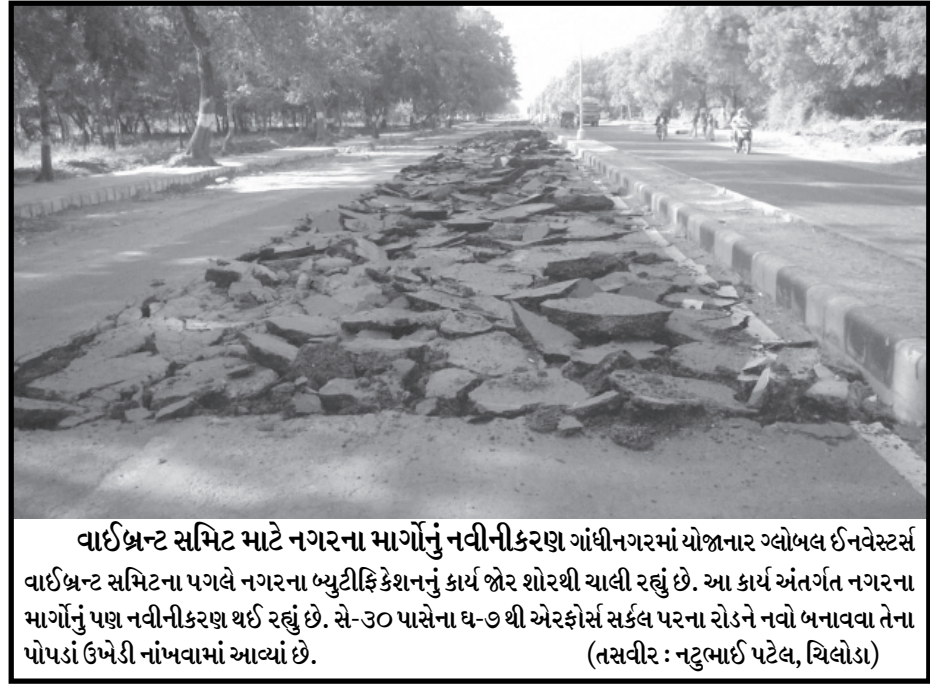 વાઈબ્રન્ટ સમિટ માટે નગરના માર્ગોનું નવીનીકરણ ગાંધીનગરમાં યોજાનાર ગ્લોબલ ઈનવેસ્ટર્સ
વાઈબ્રન્ટ સમિટના પગલે નગરના બ્યુટીફિકેશનનું કાર્ય જોર શોરથી ચાલી રહ્યું છે. આ કાર્ય અંતર્ગત નગરના
માર્ગોનું પણ નવીનીકરણ થઈ રહ્યું છે. સે-૩૦ પાસેના ઘ-૭ થી એરફોર્સ સર્કલ પરના રોડને નવો બનાવવા તેના
પોપડાં ઉખેડી નાંખવામાં આવ્યાં છે. (તસવીર : નટુભાઈ પટેલ, ચિલોડા)